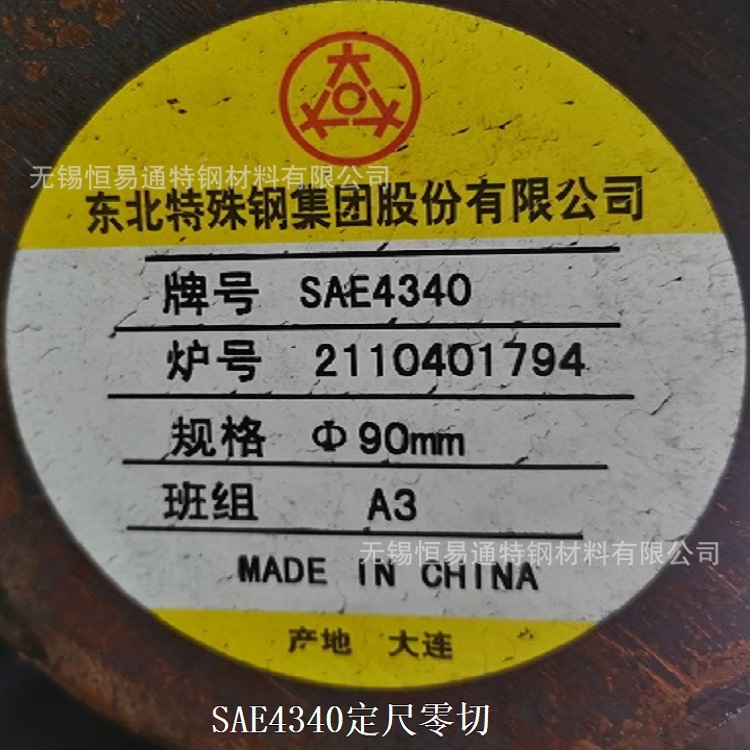 无锡恒易通特钢材料有限公司
东北特殊钢集团股份有限公司
牌号 SAE4340
炉号 2110401794
规格 Φ90mm
班组 A3
无锡恒易通特钢材料有限公司
MADE IN CHINA
产地 大连
SAE4340定尺零切